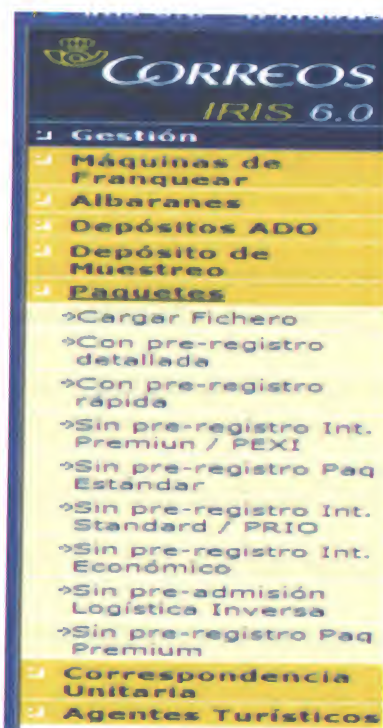 CORREOS
IRIS 6.0
Gestión
Máquinas de
Franquear
Albaranes
Depósitos ADO
Depósito de
Muestreo
Paquetes
Cargar Fichero
Con pre-registro
detallada
Con pre-registro
rápida
Sin pre-registro Int.
Premiun / PEXI
Sin pre-registro Paq
Estandar
Sin pre-registro Int.
Standard / PRIO
Sin pre-registro Int.
Económico
Sin pre-admisión
Logística Inversa
Sin pre-registro Paq
Premium
Correspondencia
Unitaria
Agentes Turísticos